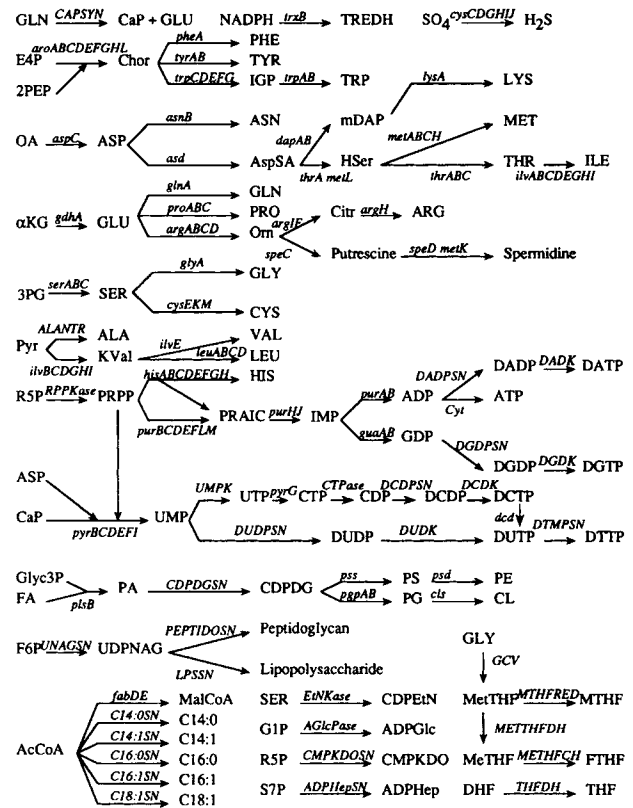 GLN CAPSYN CaP + GLU NADPH trxB TREDH SO4 cysCDGHIJ H2S
aroABCDEFGHL pheA PHE
E4P Chor tyrAB TYR
2PEP trpCDEFG IGP trpAB TRP
lysA LYS
asnB ASN dapAB mDAP metABCH MET
OA aspC ASP
asd AspSA thrA metL HSer thrABC THR ilvABCDEGHI ILE
glnA GLN
αKG gdhA GLU proABC PRO Citr argH ARG
argABCD Orn argIF
speC Putrescine speD metK Spermidine
glyA GLY
3PG serABC SER
cysEKM CYS
ALANTR ALA ilvE VAL
Pyr
ilvBCDGHI KVal leuABCD LEU
hisABCDEFGH HIS
R5P RPPKase PRPP
purBCDEFLM PRAIC purHJ IMP
purAB ADP DADPSN DADP DADK DATP
Cyt ATP
guaAB GDP DGDPSN
DGDP DGDK DGTP
ASP
UMPK UTP pyrG CTP CTPase CDP DCDPSN DCDP DCDK DCTP
CaP pyrBCDEFI UMP dcd
DUDPSN DUDP DUDK DUTP DTMPSN DTTP
Glyc3P pss PS psd PE
PA CDPDGSN CDPDG
FA plsB pgpAB PG cls CL
PEPTIDOSN Peptidoglycan GLY
F6P UNAGSN UDPNAG GCV
LPSSN Lipopolysaccharide
fabDE MalCoA SER EtNKase CDPEtN MetTHF MTHFRED MTHF
C14:0SN C14:0
C14:1SN C14:1 G1P AGlcPase ADPGlc METTHFDH
AcCoA C16:0SN C16:0 R5P CMPKDOSN CMPKDO MeTHF METHFCH FTHF
C16:1SN C16:1
C18:1SN C18:1 S7P ADPHepSN ADPHep DHF THFDH THF